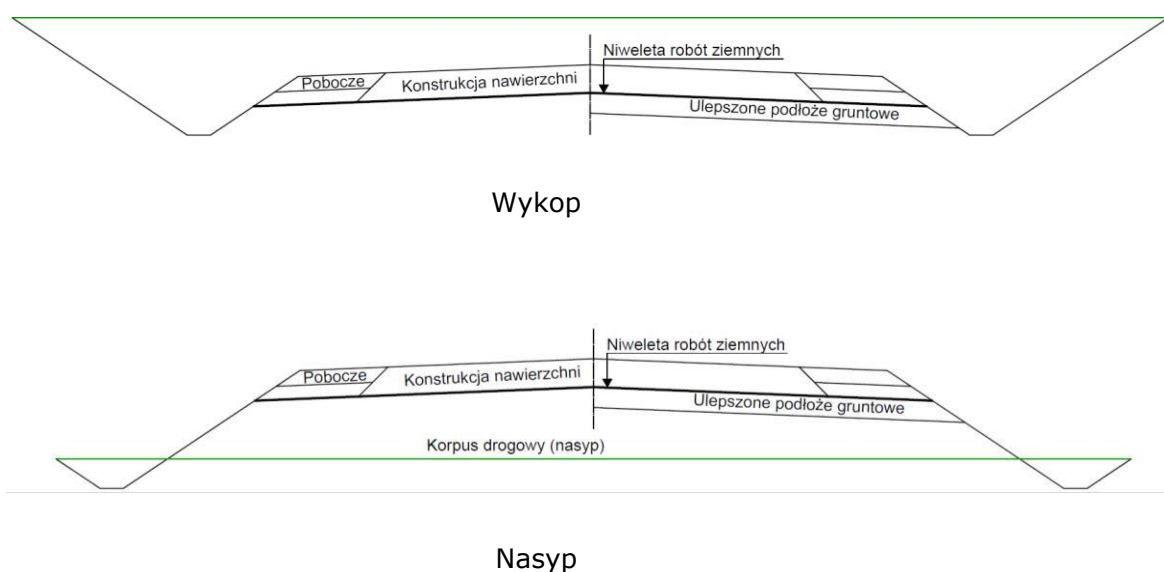 Niweleta robót ziemnych
Pobocze
Konstrukcja nawierzchni
Ulepszone podłoże gruntowe
Wykop
Niweleta robót ziemnych
Pobocze
Konstrukcja nawierzchni
Ulepszone podłoże gruntowe
Korpus drogowy (nasyp)
Nasyp